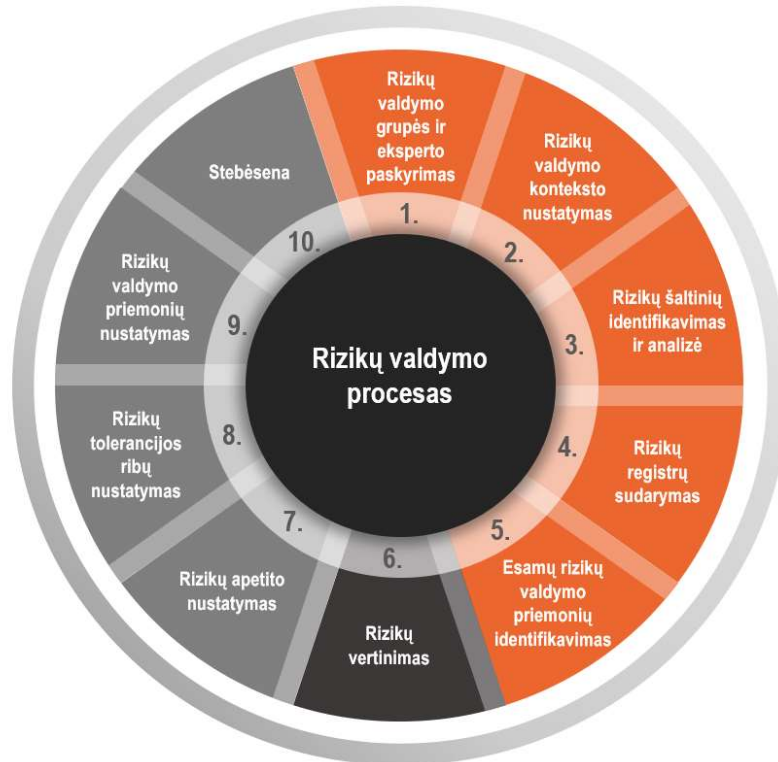 Rizikų valdymo
procesas
1.
Rizikų
valdymo
grupės ir
eksperto
paskyrimas
2.
Rizikų
valdymo
konteksto
nustatymas
3.
Rizikų šaltinių
identifikavimas
ir analizė
4.
Rizikų
registrų
sudarymas
5.
Esamų rizikų
valdymo
priemonių
identifikavimas
6.
Rizikų
vertinimas
7.
Rizikų apetito
nustatymas
8.
Rizikų
tolerancijos
ribų
nustatymas
9.
Rizikų
valdymo
priemonių
nustatymas
10.
Stebėsena